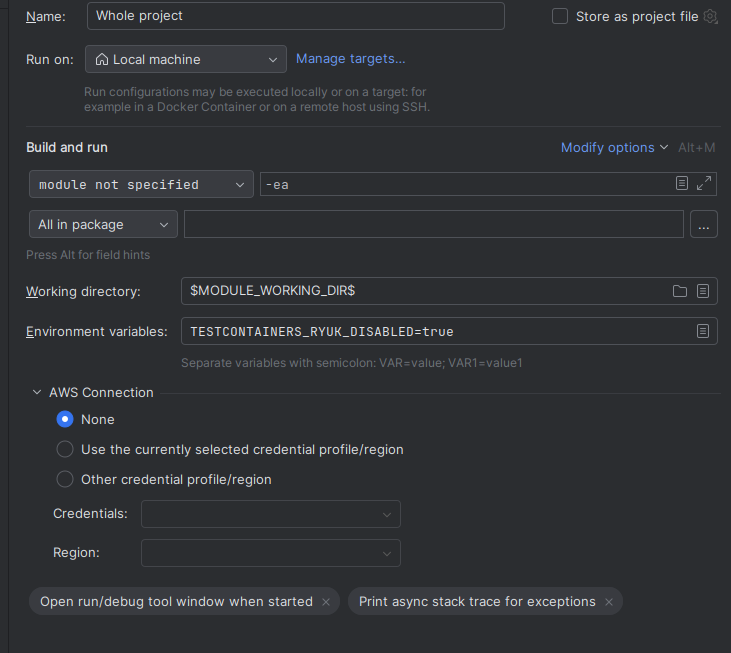 Name: Whole project Store as project file
Run on: Local machine Manage targets...
Run configurations may be executed locally or on a target: for
example in a Docker Container or on a remote host using SSH.
Build and run Modify options Alt+M
module not specified -ea
All in package ...
Press Alt for field hints
Working directory: $MODULE_WORKING_DIR$
Environment variables: TESTCONTAINERS_RYUK_DISABLED=true
Separate variables with semicolon: VAR=value; VAR1=value1
AWS Connection
None
Use the currently selected credential profile/region
Other credential profile/region
Credentials:
Region:
Open run/debug tool window when started × Print async stack trace for exceptions ×